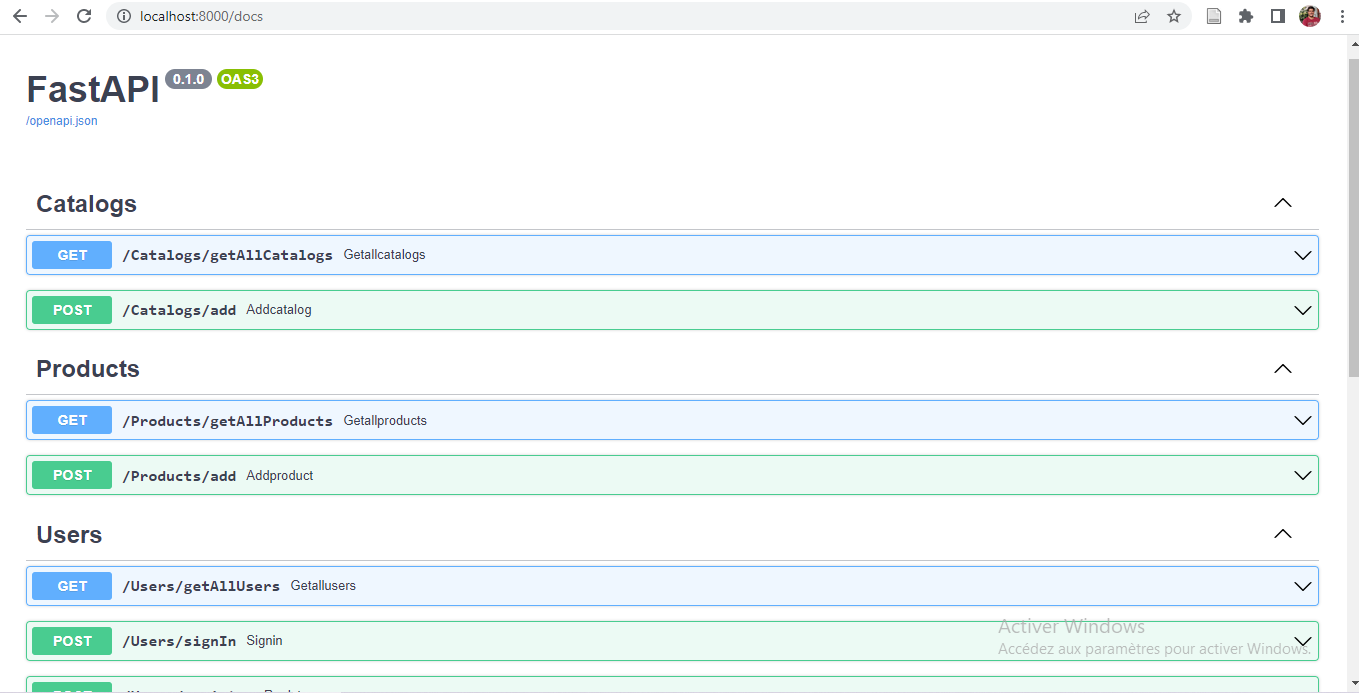 localhost:8000/docs
FastAPI 0.1.0 OAS3
/openapi.json
Catalogs
GET /Catalogs/getAllCatalogs Getallcatalogs
POST /Catalogs/add Addcatalog
Products
GET /Products/getAllProducts Getallproducts
POST /Products/add Addproduct
Users
GET /Users/getAllUsers Getallusers
POST /Users/signIn Signin
Activer Windows
Accédez aux paramètres pour activer Windows.
POST